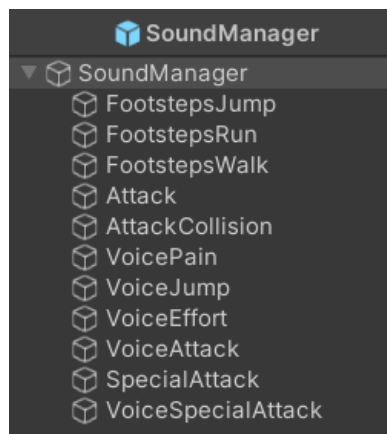 SoundManager
SoundManager
FootstepsJump
FootstepsRun
FootstepsWalk
Attack
AttackCollision
VoicePain
VoiceJump
VoiceEffort
VoiceAttack
SpecialAttack
VoiceSpecialAttack